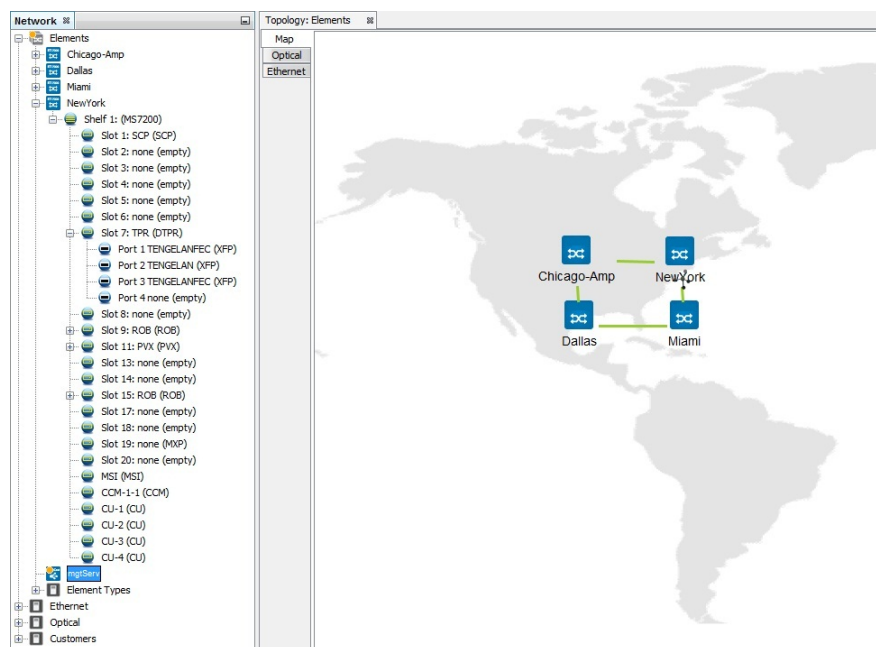 Network
Elements
Chicago-Amp
Dallas
Miami
NewYork
Shelf 1: (MS7200)
Slot 1: SCP (SCP)
Slot 2: none (empty)
Slot 3: none (empty)
Slot 4: none (empty)
Slot 5: none (empty)
Slot 6: none (empty)
Slot 7: TPR (DTPR)
Port 1 TENGELANFEC (XFP)
Port 2 TENGELAN (XFP)
Port 3 TENGELANFEC (XFP)
Port 4 none (empty)
Slot 8: none (empty)
Slot 9: ROB (ROB)
Slot 11: PVX (PVX)
Slot 13: none (empty)
Slot 14: none (empty)
Slot 15: ROB (ROB)
Slot 17: none (empty)
Slot 18: none (empty)
Slot 19: none (MXP)
Slot 20: none (empty)
MSI (MSI)
CCM-1-1 (CCM)
CU-1 (CU)
CU-2 (CU)
CU-3 (CU)
CU-4 (CU)
mgtServ
Element Types
Ethernet
Optical
Customers
Topology: Elements
Map
Optical
Ethernet
Chicago-Amp
NewYork
Dallas
Miami